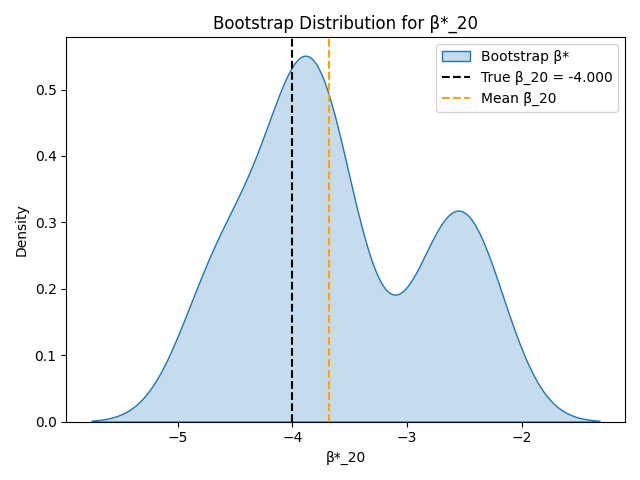 Bootstrap Distribution for β*_20
Bootstrap β*
True β_20 = -4.000
Mean β̂_20
Density
0.5
0.4
0.3
0.2
0.1
0.0
−5
−4
−3
−2
β*_20